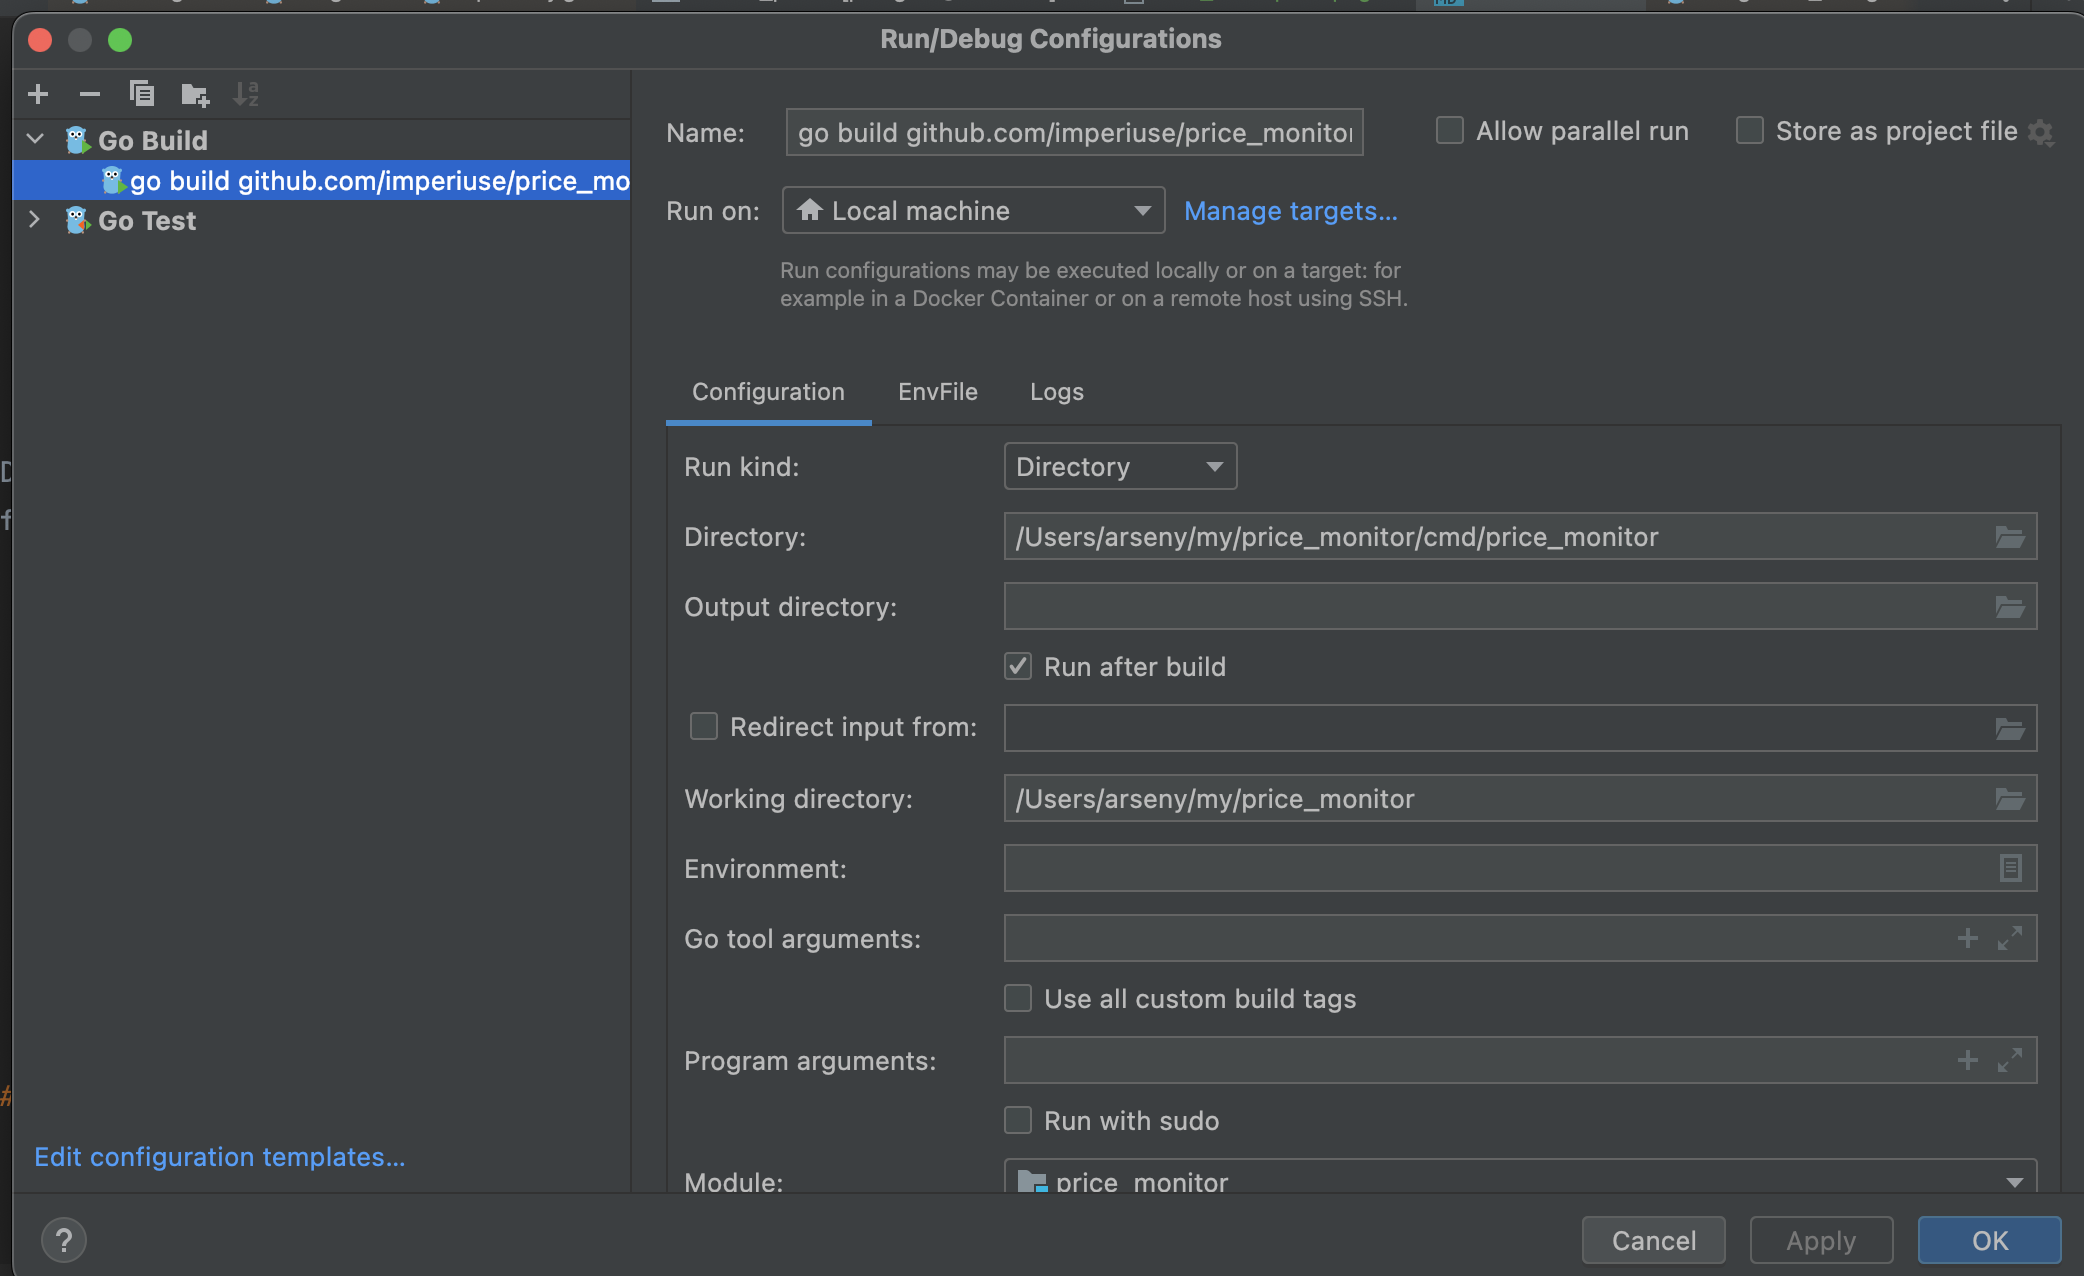 Run/Debug Configurations
Go Build
go build github.com/imperiuse/price_mo
Go Test
Edit configuration templates...
Name:
go build github.com/imperiuse/price_monitor
Allow parallel run
Store as project file
Run on:
Local machine
Manage targets...
Run configurations may be executed locally or on a target: for
example in a Docker Container or on a remote host using SSH.
Configuration
EnvFile
Logs
Run kind:
Directory
Directory:
/Users/arseny/my/price_monitor/cmd/price_monitor
Output directory:
Run after build
Redirect input from:
Working directory:
/Users/arseny/my/price_monitor
Environment:
Go tool arguments:
Use all custom build tags
Program arguments:
Run with sudo
Module:
price_monitor
?
Cancel
Apply
OK